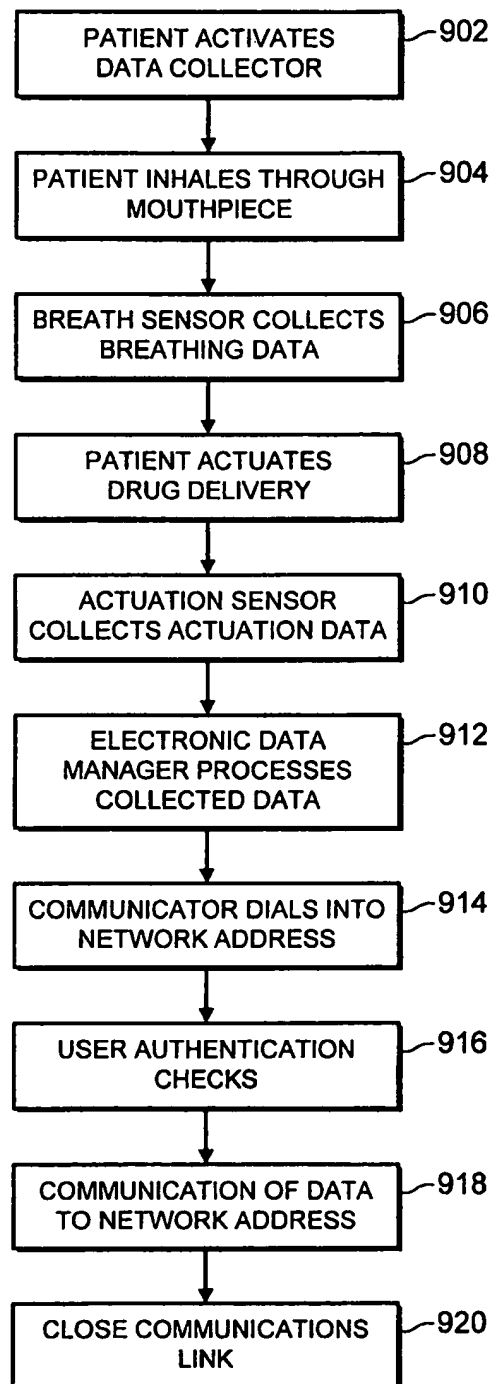 PATIENT ACTIVATES
DATA COLLECTOR
902
PATIENT INHALES THROUGH
MOUTHPIECE
904
BREATH SENSOR COLLECTS
BREATHING DATA
906
PATIENT ACTUATES
DRUG DELIVERY
908
ACTUATION SENSOR
COLLECTS ACTUATION DATA
910
ELECTRONIC DATA
MANAGER PROCESSES
COLLECTED DATA
912
COMMUNICATOR DIALS INTO
NETWORK ADDRESS
914
USER AUTHENTICATION
CHECKS
916
COMMUNICATION OF DATA
TO NETWORK ADDRESS
918
CLOSE COMMUNICATIONS
LINK
920